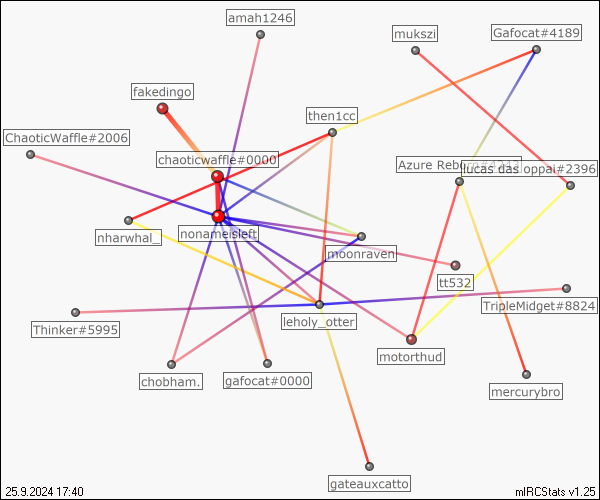 amah1246
mukszi
Gafocat#4189
fakedingo
then1cc
ChaoticWaffle#2006
chaoticwaffle#0000
Azure Reborn
lucas das oppai#2396
nharwhal_
nonameisleft
moonraven
tt532
TripleMidget#8824
Thinker#5995
leholy_otter
motorthud
chobham.
gafocat#0000
mercurybro
gateauxcatto
25.9.2024 17:40
mIRCStats v1.25